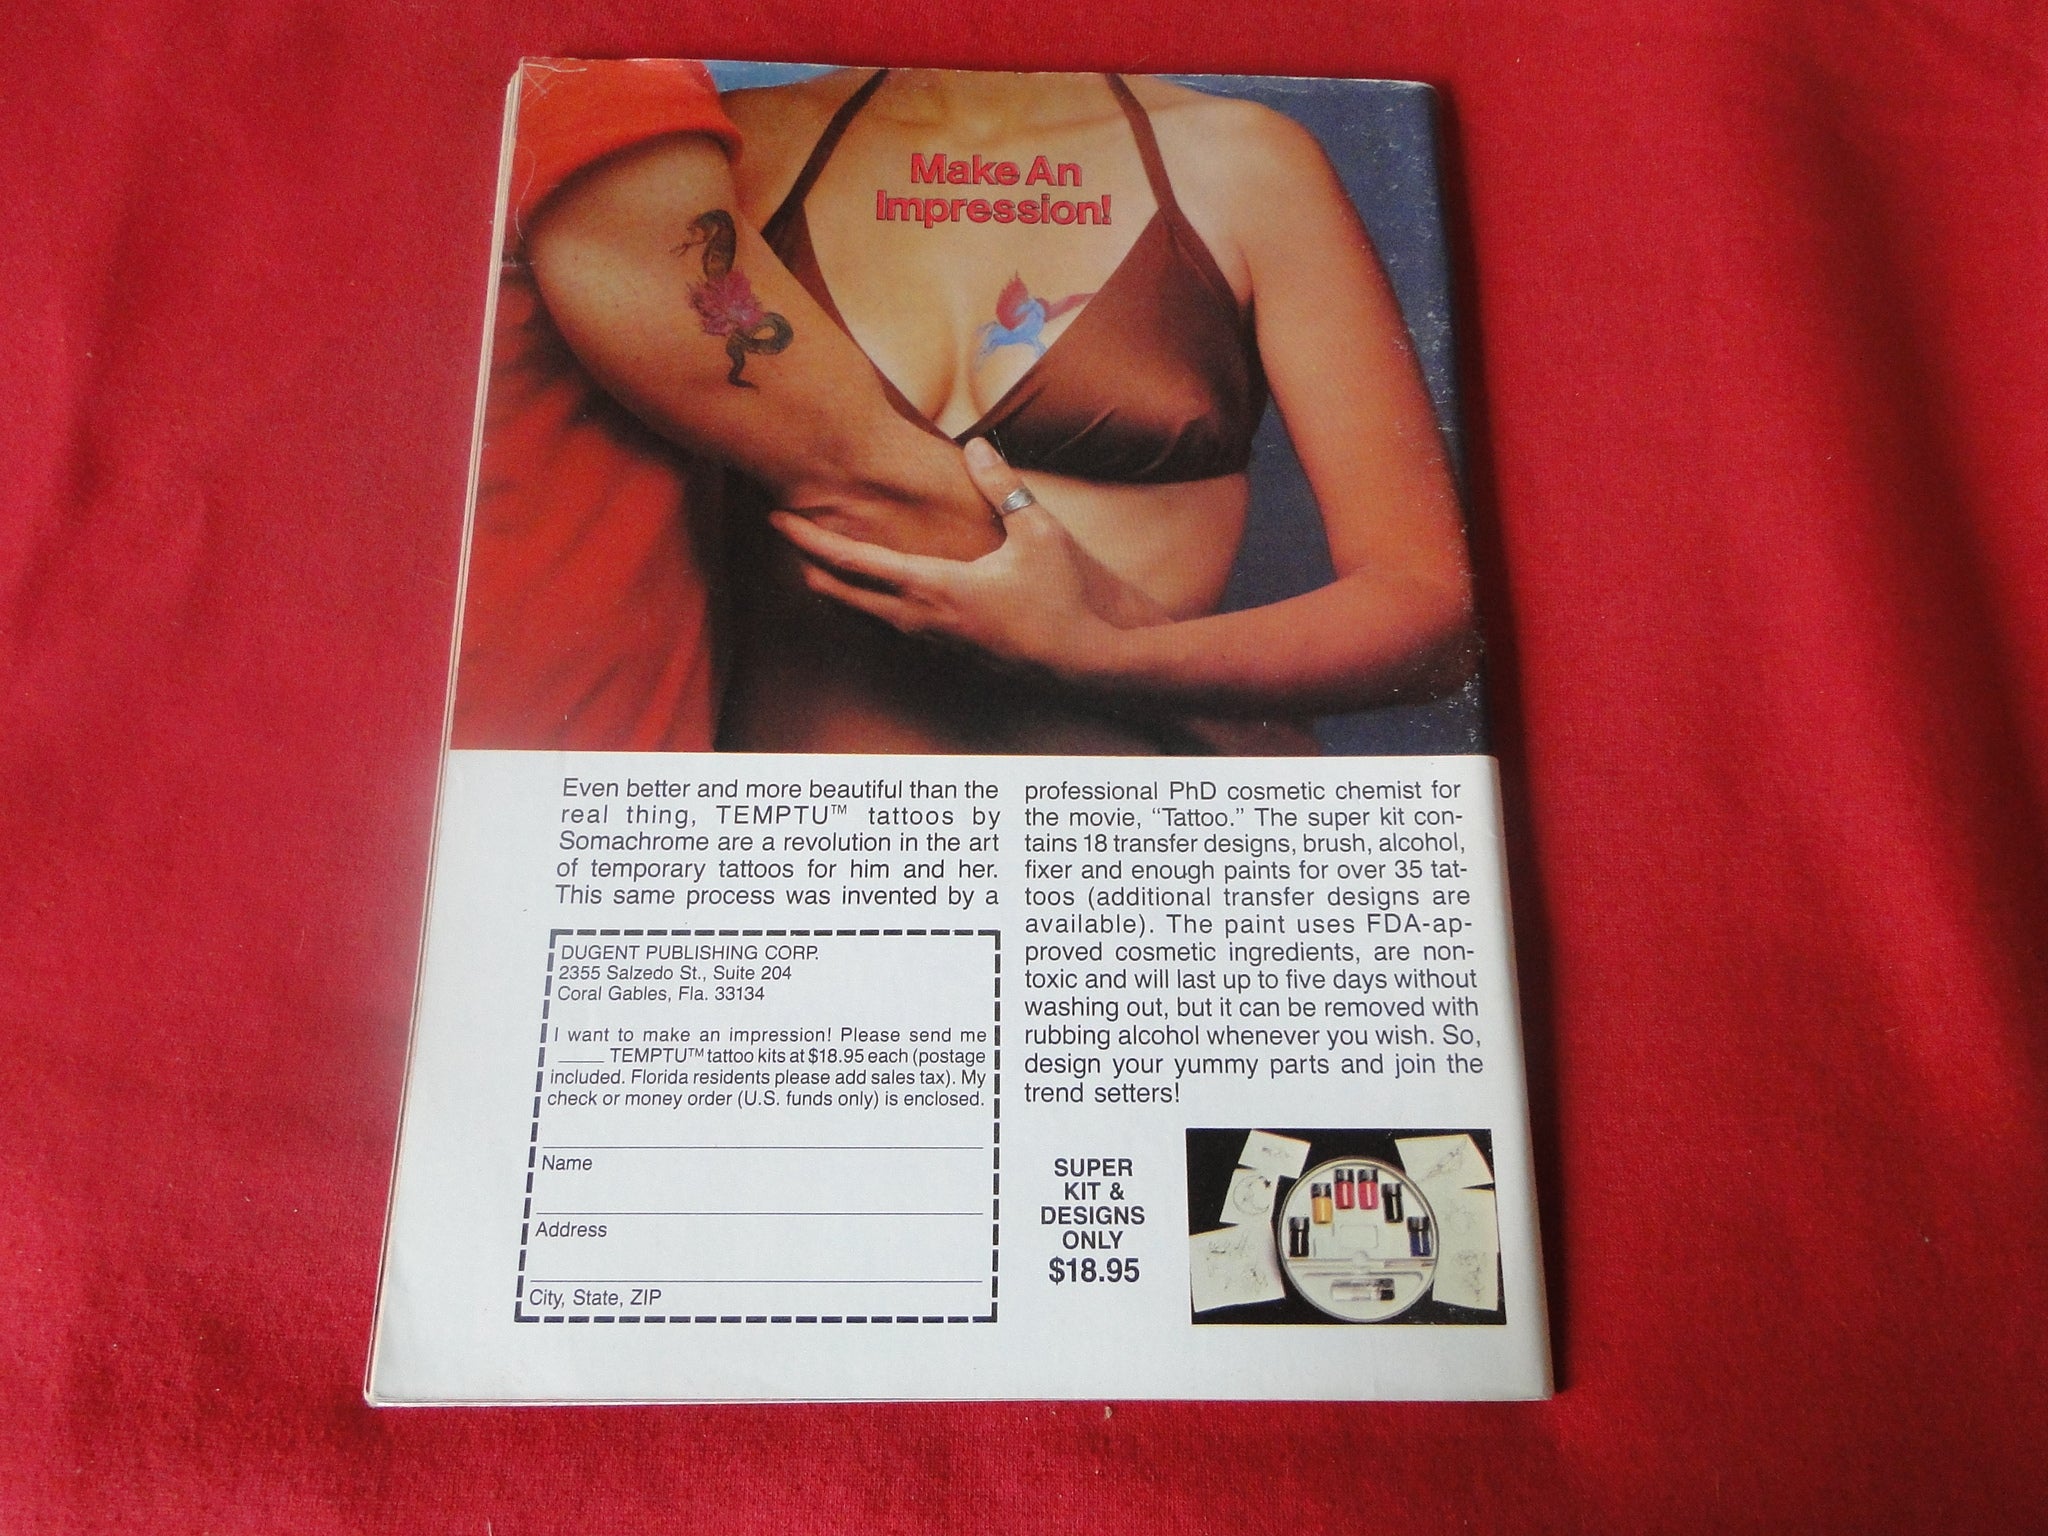 Make An
Impression!
Even better and more beautiful than the
real thing, TEMPTU™ tattoos by
Somachrome are a revolution in the art
of temporary tattoos for him and her.
This same process was invented by a
professional PhD cosmetic chemist for
the movie, “Tattoo.” The super kit con-
tains 18 transfer designs, brush, alcohol,
fixer and enough paints for over 35 tat-
toos (additional transfer designs are
available). The paint uses FDA-ap-
proved cosmetic ingredients, are non-
toxic and will last up to five days without
washing out, but it can be removed with
rubbing alcohol whenever you wish. So,
design your yummy parts and join the
trend setters!
DUGENT PUBLISHING CORP.
2355 Salzedo St., Suite 204
Coral Gables, Fla. 33134
I want to make an impression! Please send me
____ TEMPTU™ tattoo kits at $18.95 each (postage
included. Florida residents please add sales tax). My
check or money order (U.S. funds only) is enclosed.
Name
Address
City, State, ZIP
SUPER
KIT &
DESIGNS
ONLY
$18.95